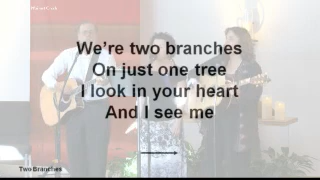 We're two branches
On just one tree
I look in your heart
And I see me
Two Branches